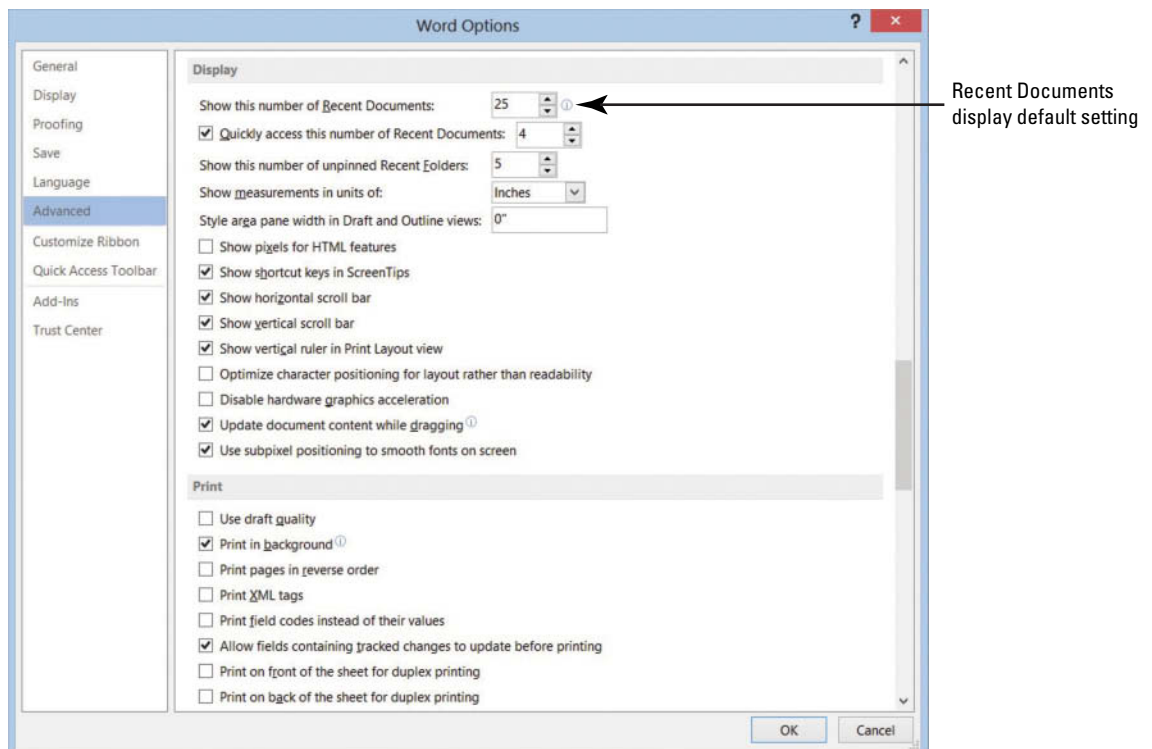 Word Options
?
×
General
Display
Proofing
Save
Language
Advanced
Customize Ribbon
Quick Access Toolbar
Add-Ins
Trust Center
Display
Show this number of Recent Documents: 25
Quickly access this number of Recent Documents: 4
Show this number of unpinned Recent Folders: 5
Show measurements in units of: Inches
Style area pane width in Draft and Outline views: 0"
Show pixels for HTML features
Show shortcut keys in ScreenTips
Show horizontal scroll bar
Show vertical scroll bar
Show vertical ruler in Print Layout view
Optimize character positioning for layout rather than readability
Disable hardware graphics acceleration
Update document content while dragging
Use subpixel positioning to smooth fonts on screen
Print
Use draft quality
Print in background
Print pages in reverse order
Print XML tags
Print field codes instead of their values
Allow fields containing tracked changes to update before printing
Print on front of the sheet for duplex printing
Print on back of the sheet for duplex printing
OK
Cancel
Recent Documents
display default setting